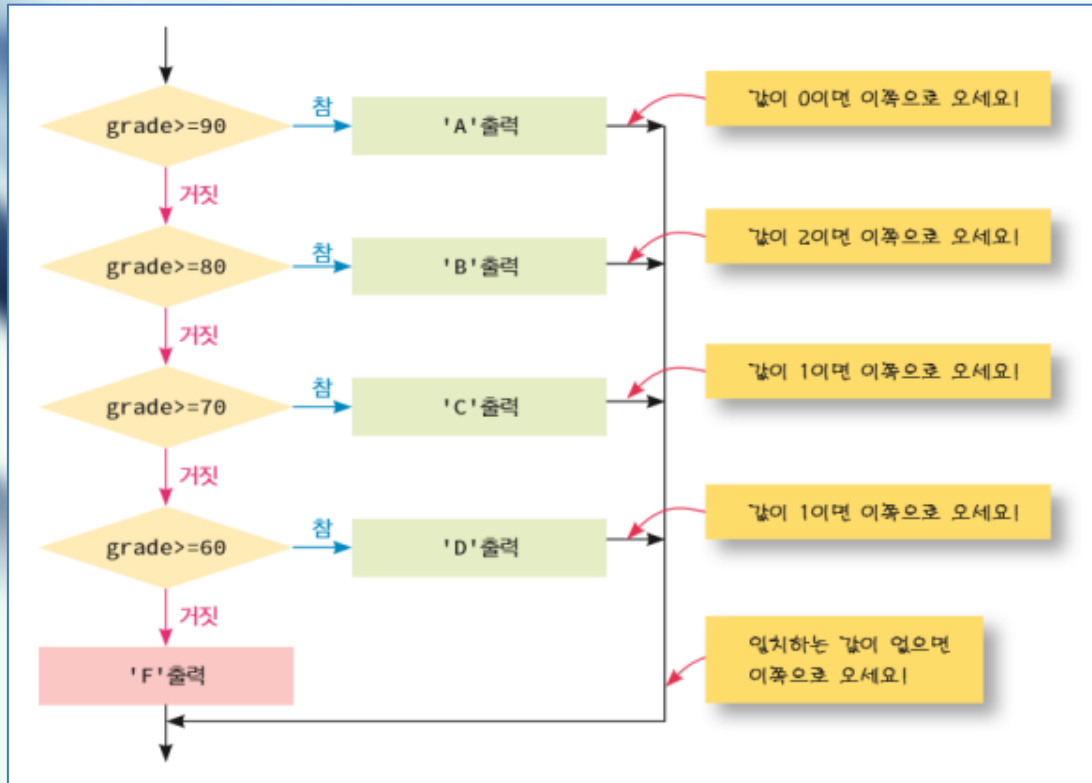 grade>=90
참
'A'출력
값이 0이면 이쪽으로 오세요!
거짓
grade>=80
참
'B'출력
값이 2이면 이쪽으로 오세요!
거짓
grade>=70
참
'C'출력
값이 1이면 이쪽으로 오세요!
거짓
grade>=60
참
'D'출력
값이 1이면 이쪽으로 오세요!
거짓
'F'출력
일치하는 값이 없으면
이쪽으로 오세요!